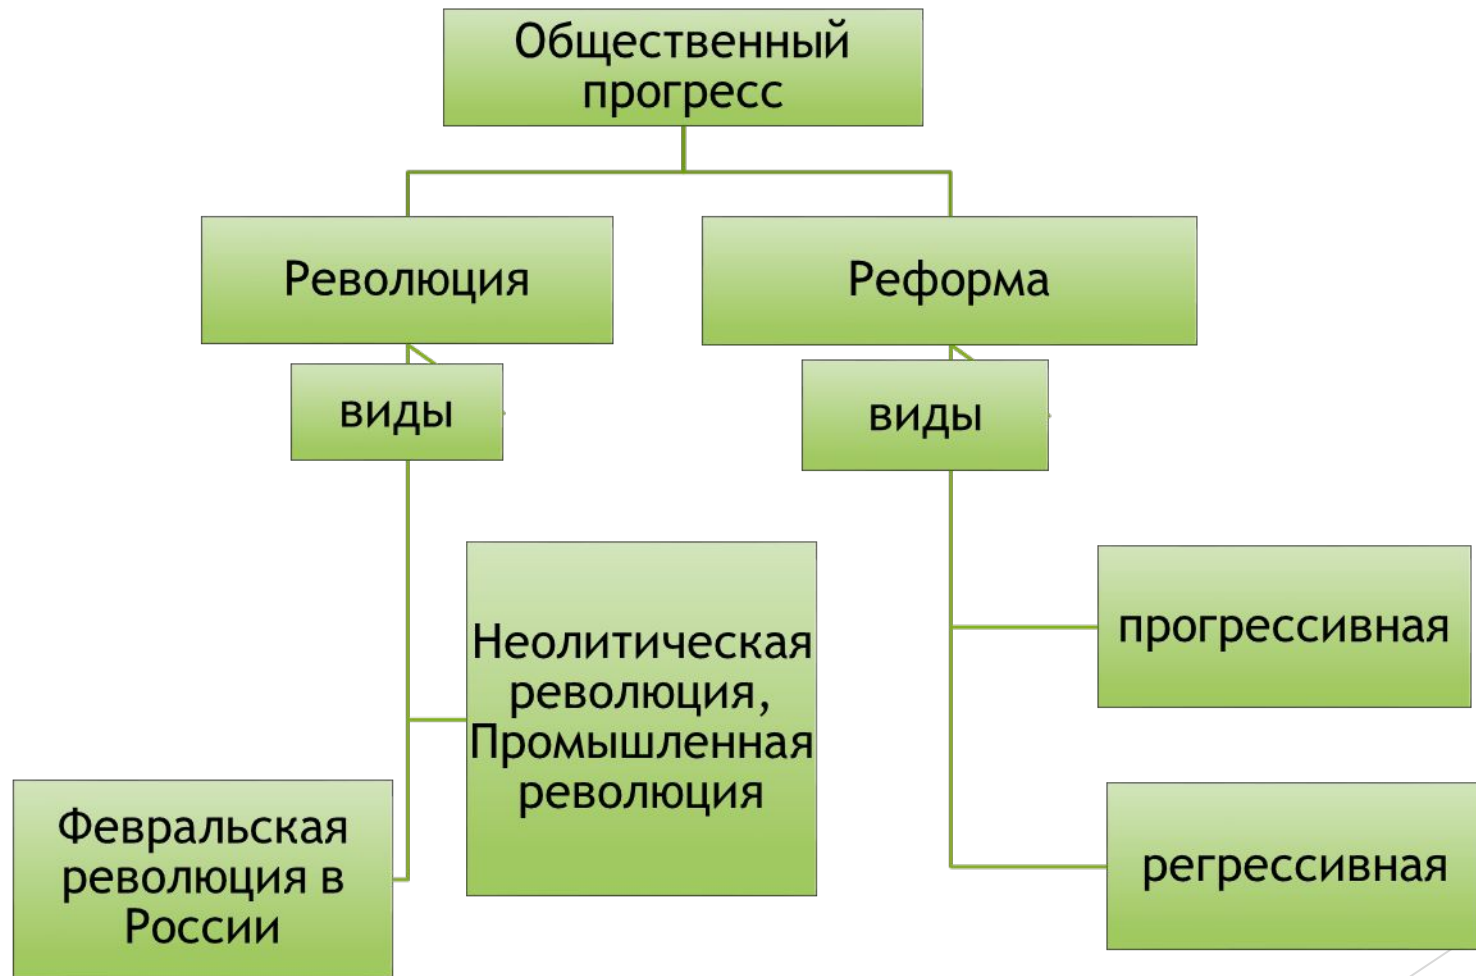 Общественный
прогресс
Революция
Реформа
виды
виды
Неолитическая
революция,
Промышленная
революция
прогрессивная
Февральская
революция в
России
регрессивная